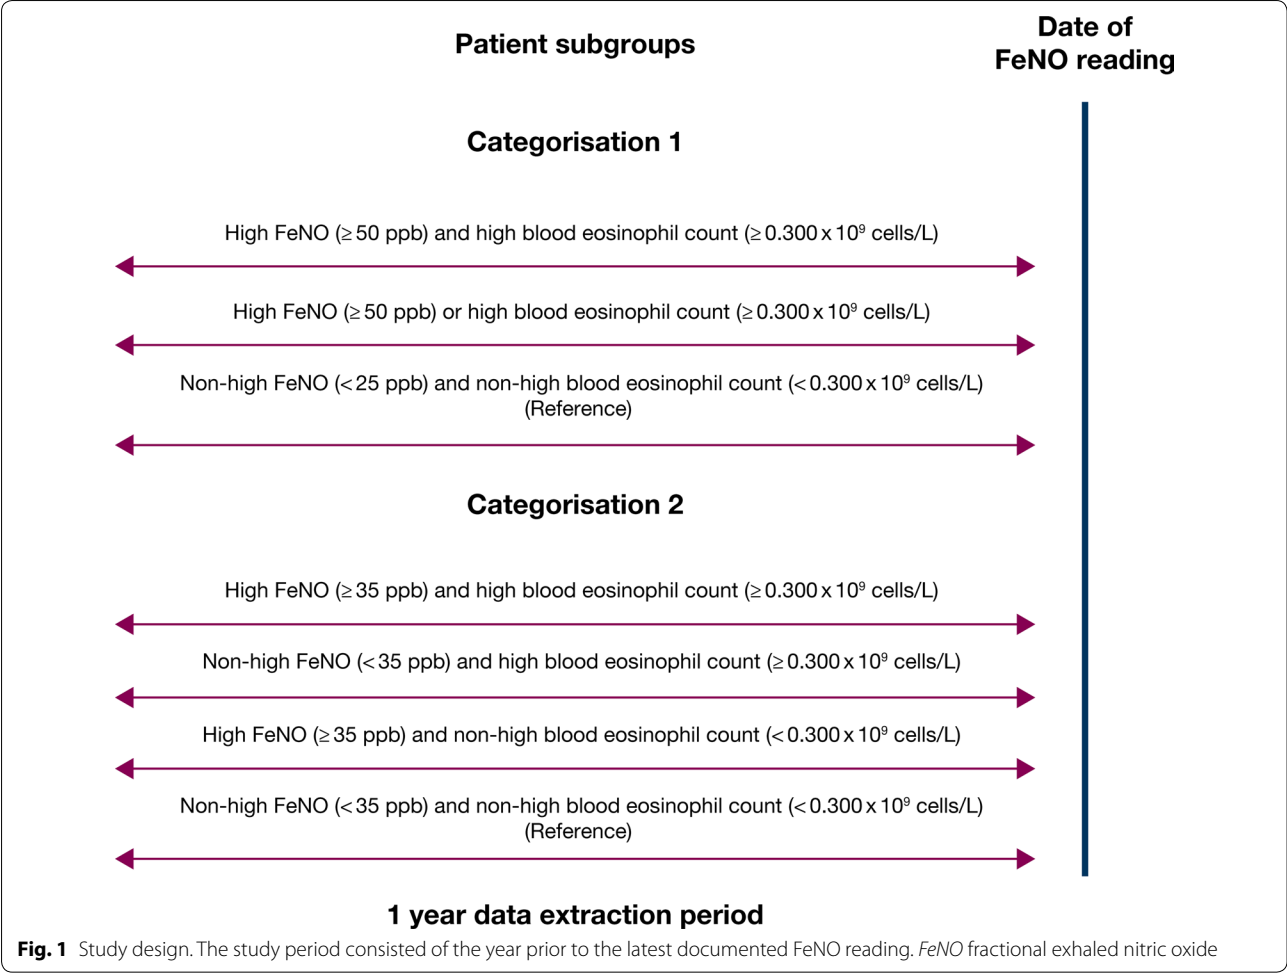 Patient subgroups
Date of
FeNO reading
Categorisation 1
High FeNO (≥ 50 ppb) and high blood eosinophil count (≥ 0.300 x 10⁹ cells/L)
High FeNO (≥ 50 ppb) or high blood eosinophil count (≥ 0.300 x 10⁹ cells/L)
Non-high FeNO (< 25 ppb) and non-high blood eosinophil count (< 0.300 x 10⁹ cells/L)
(Reference)
Categorisation 2
High FeNO (≥ 35 ppb) and high blood eosinophil count (≥ 0.300 x 10⁹ cells/L)
Non-high FeNO (< 35 ppb) and high blood eosinophil count (≥ 0.300 x 10⁹ cells/L)
High FeNO (≥ 35 ppb) and non-high blood eosinophil count (< 0.300 x 10⁹ cells/L)
Non-high FeNO (< 35 ppb) and non-high blood eosinophil count (< 0.300 x 10⁹ cells/L)
(Reference)
1 year data extraction period
Fig. 1 Study design. The study period consisted of the year prior to the latest documented FeNO reading. FeNO fractional exhaled nitric oxide